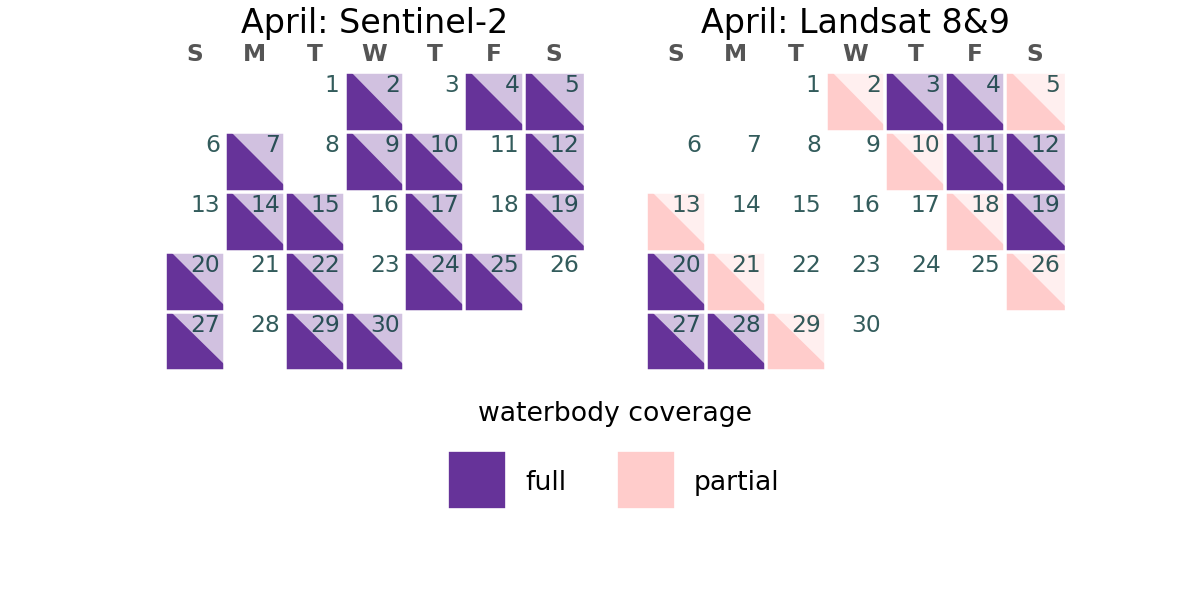 April: Sentinel-2
S M T W T F S
1 2 3 4 5
6 7 8 9 10 11 12
13 14 15 16 17 18 19
20 21 22 23 24 25 26
27 28 29 30
April: Landsat 8&9
S M T W T F S
1 2 3 4 5
6 7 8 9 10 11 12
13 14 15 16 17 18 19
20 21 22 23 24 25 26
27 28 29 30
waterbody coverage
full
partial